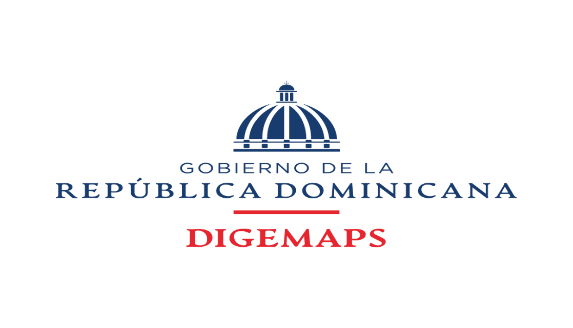 GOBIERNO DE LA
REPÚBLICA DOMINICANA
DIGEMAPS